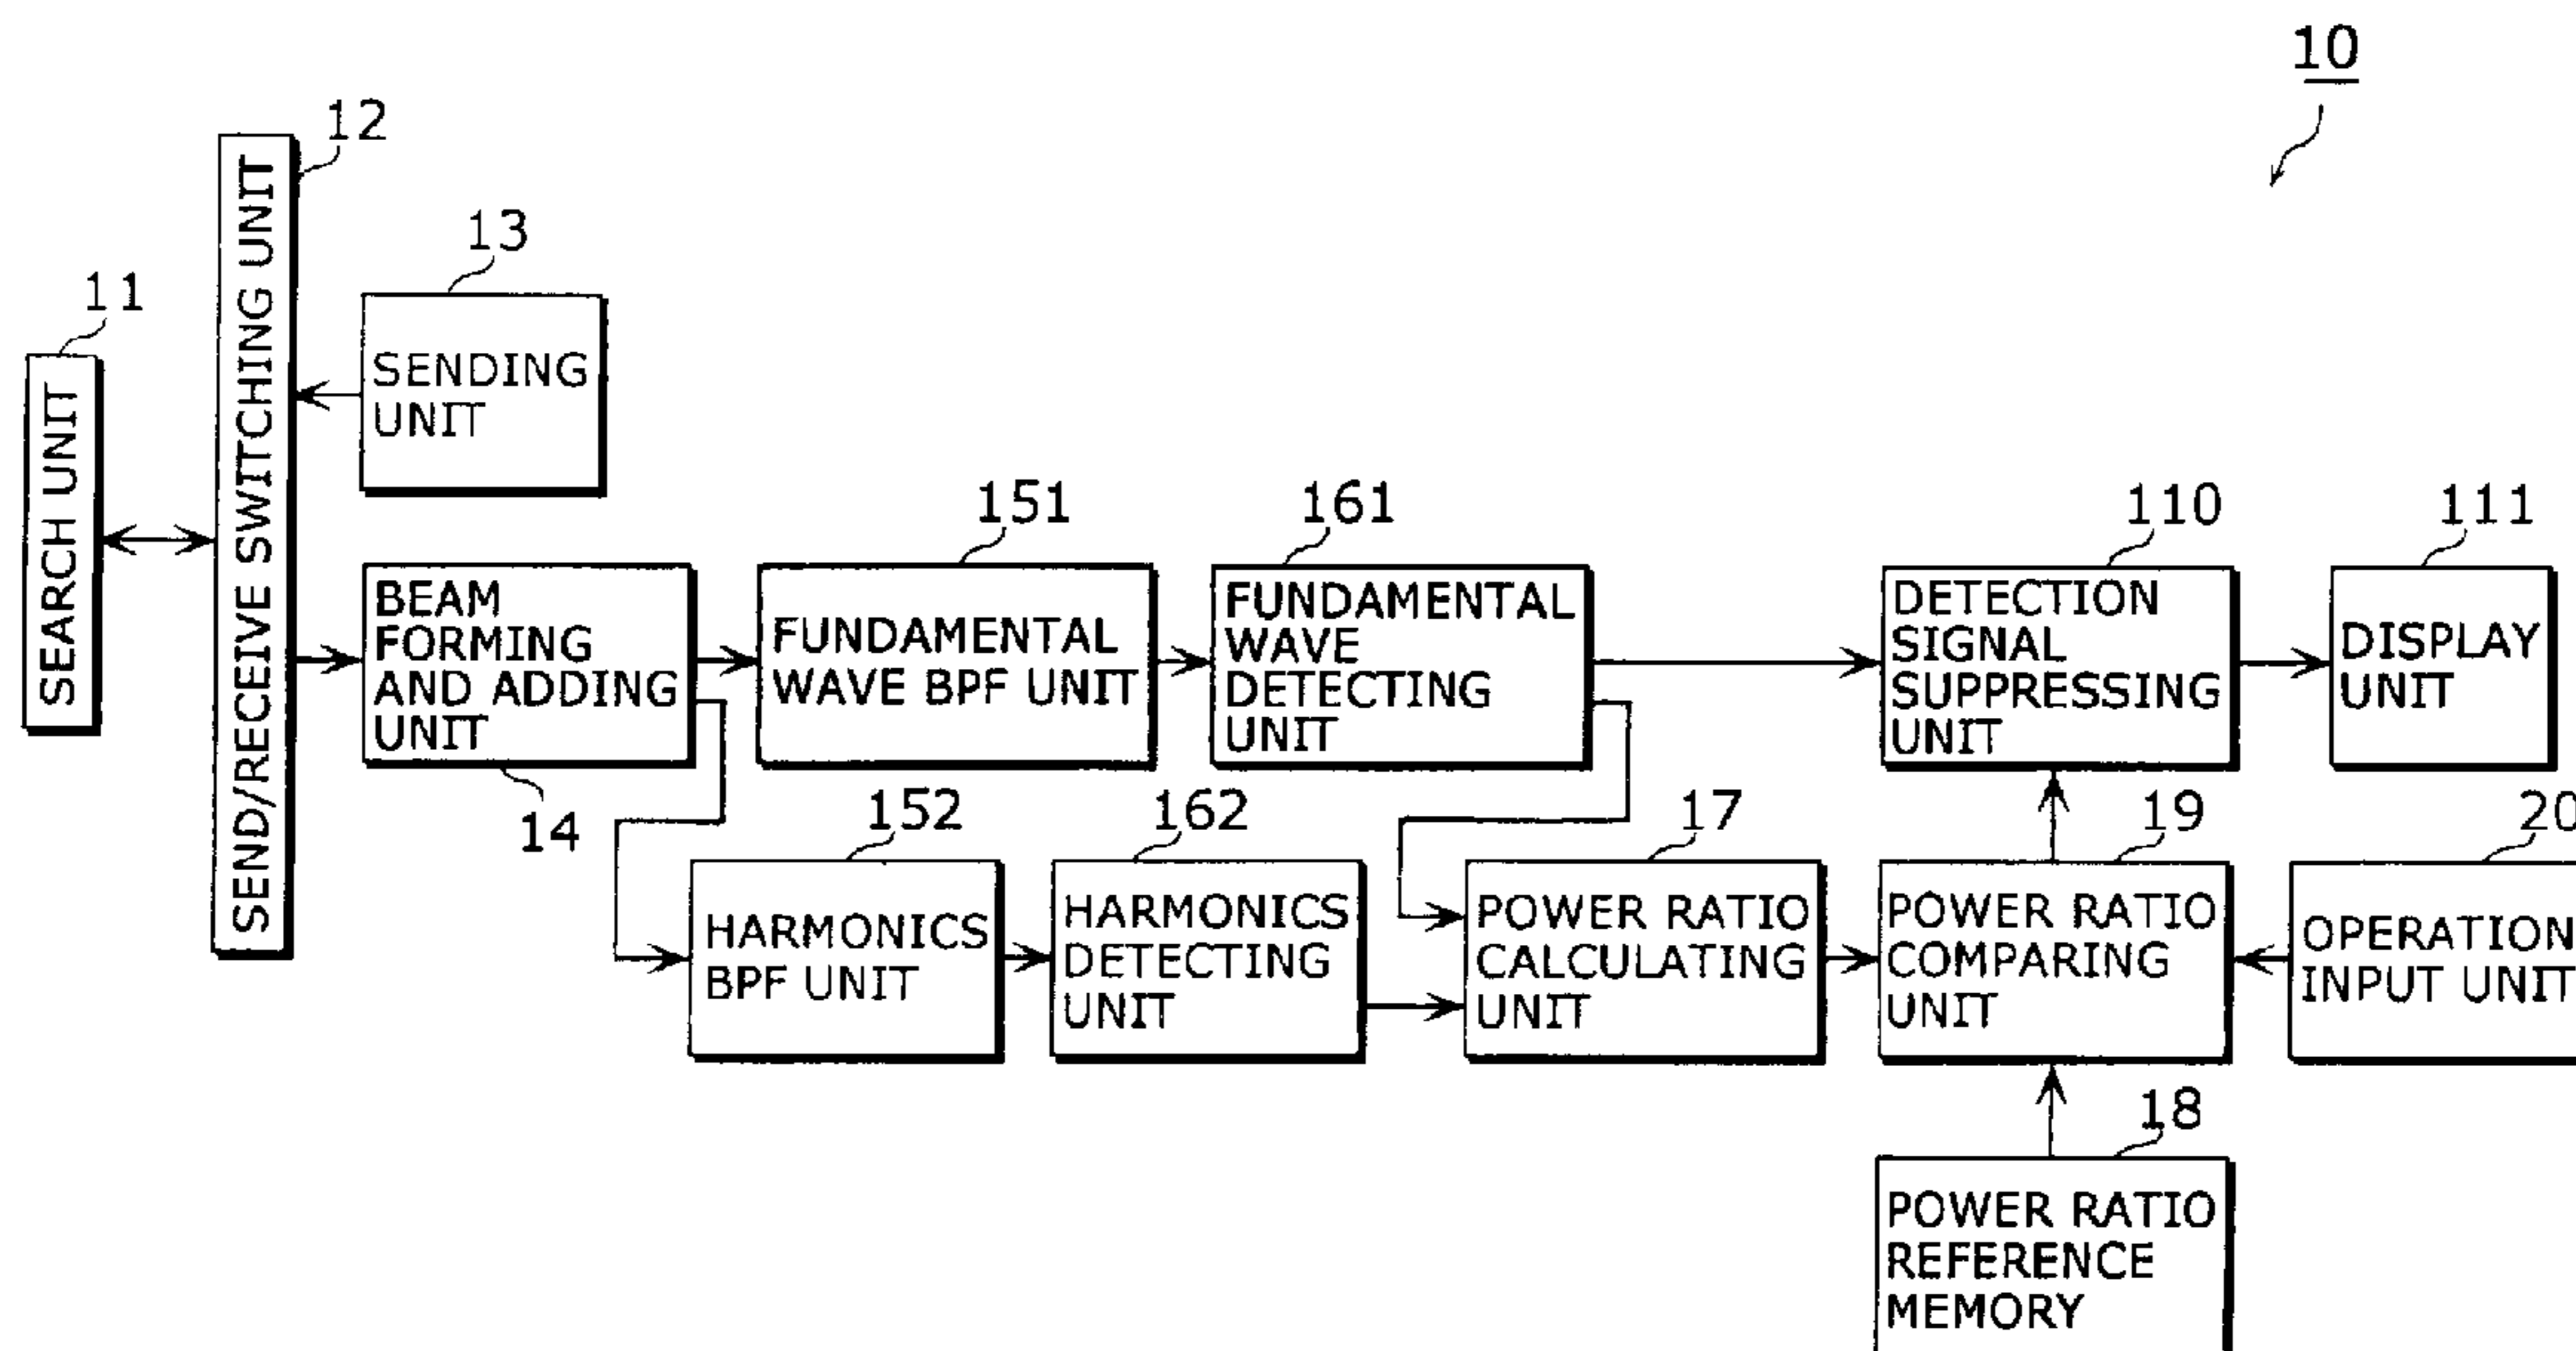 10
12
SEND/RECEIVE SWITCHING UNIT
13
SENDING
UNIT
11
SEARCH UNIT
151
161
110
111
BEAM
FORMING
AND ADDING
UNIT
14
FUNDAMENTAL
WAVE BPF UNIT
FUNDAMENTAL
WAVE
DETECTING
UNIT
DETECTION
SIGNAL
SUPPRESSING
UNIT
DISPLAY
UNIT
152
162
17
19
20
HARMONICS
BPF UNIT
HARMONICS
DETECTING
UNIT
POWER RATIO
CALCULATING
UNIT
POWER RATIO
COMPARING
UNIT
OPERATION
INPUT UNIT
18
POWER RATIO
REFERENCE
MEMORY